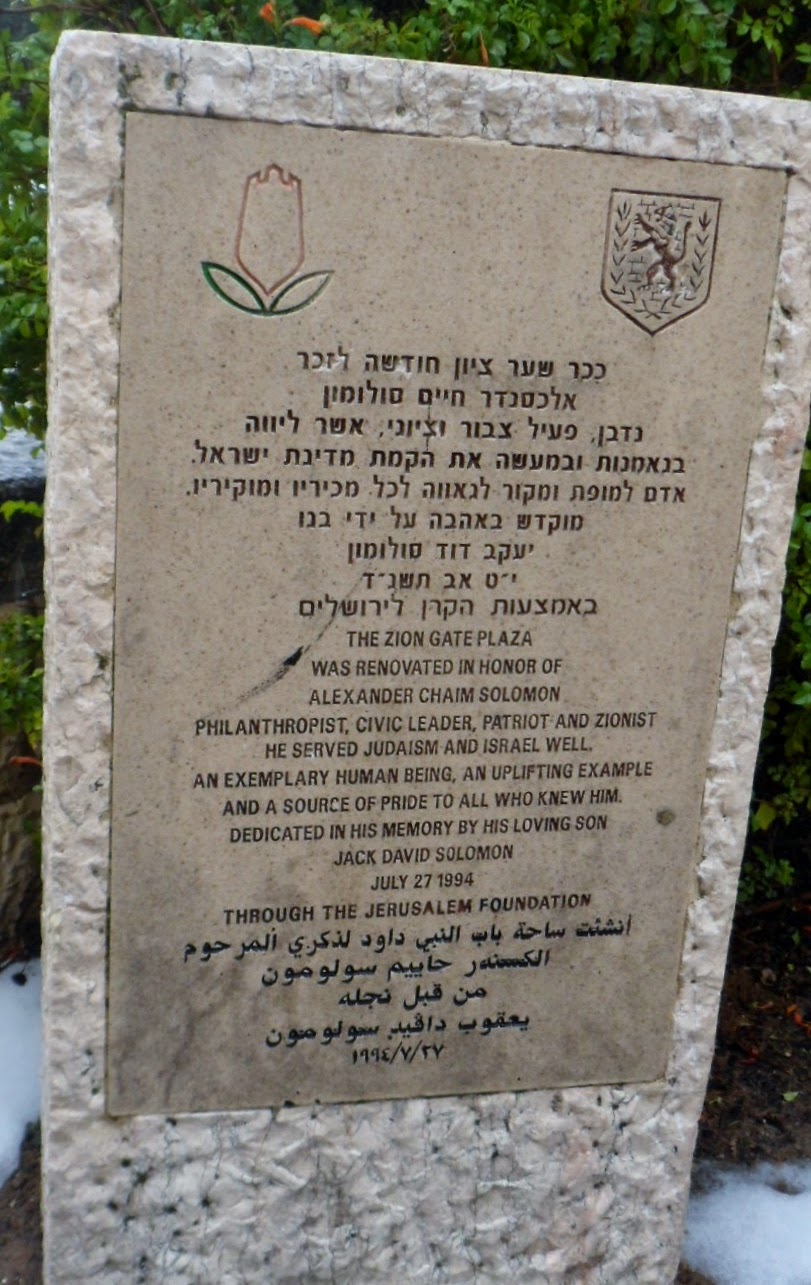 ככר שער ציון חודשה לזכר
אלכסנדר חיים סולומון
נדבן, פעיל צבור וציוני, אשר ליווה
בנאמנות ובמעשה את הקמת מדינת ישראל.
אדם למופת ומקור לגאווה לכל מכיריו ומוקיריו.
מוקדש באהבה על ידי בנו
יעקב דוד סולומון
י״ט אב תשנ״ד
באמצעות הקרן לירושלים
THE ZION GATE PLAZA
WAS RENOVATED IN HONOR OF
ALEXANDER CHAIM SOLOMON
PHILANTHROPIST, CIVIC LEADER, PATRIOT AND ZIONIST
HE SERVED JUDAISM AND ISRAEL WELL.
AN EXEMPLARY HUMAN BEING, AN UPLIFTING EXAMPLE
AND A SOURCE OF PRIDE TO ALL WHO KNEW HIM.
DEDICATED IN HIS MEMORY BY HIS LOVING SON
JACK DAVID SOLOMON
JULY 27 1994
THROUGH THE JERUSALEM FOUNDATION
أنشئت ساحة باب النبي داود لذكري ألمرحوم
الكسندر حاييم سولومون
من قبل نجله
يعقوب داڤيد سولومون
١٩٩٤/٧/٢٧